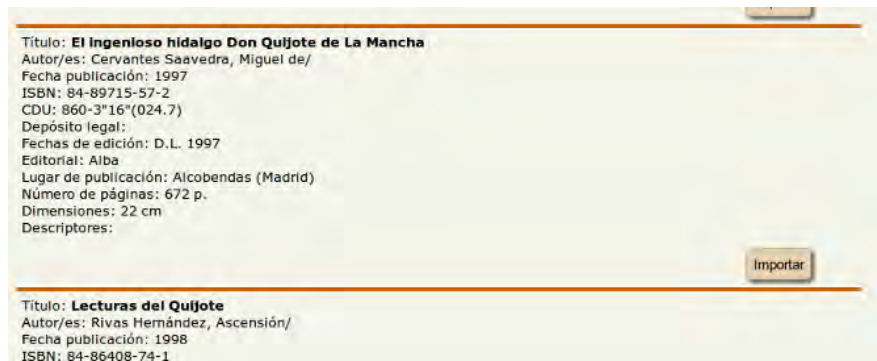 Título: El ingenioso hidalgo Don Quijote de La Mancha
Autor/es: Cervantes Saavedra, Miguel de/
Fecha publicación: 1997
ISBN: 84-89715-57-2
CDU: 860-3"16"(024.7)
Depósito legal:
Fechas de edición: D.L. 1997
Editorial: Alba
Lugar de publicación: Alcobendas (Madrid)
Número de páginas: 672 p.
Dimensiones: 22 cm
Descriptores:
Importar
Título: Lecturas del Quijote
Autor/es: Rivas Hernández, Ascensión/
Fecha publicación: 1998
ISBN: 84-86408-74-1